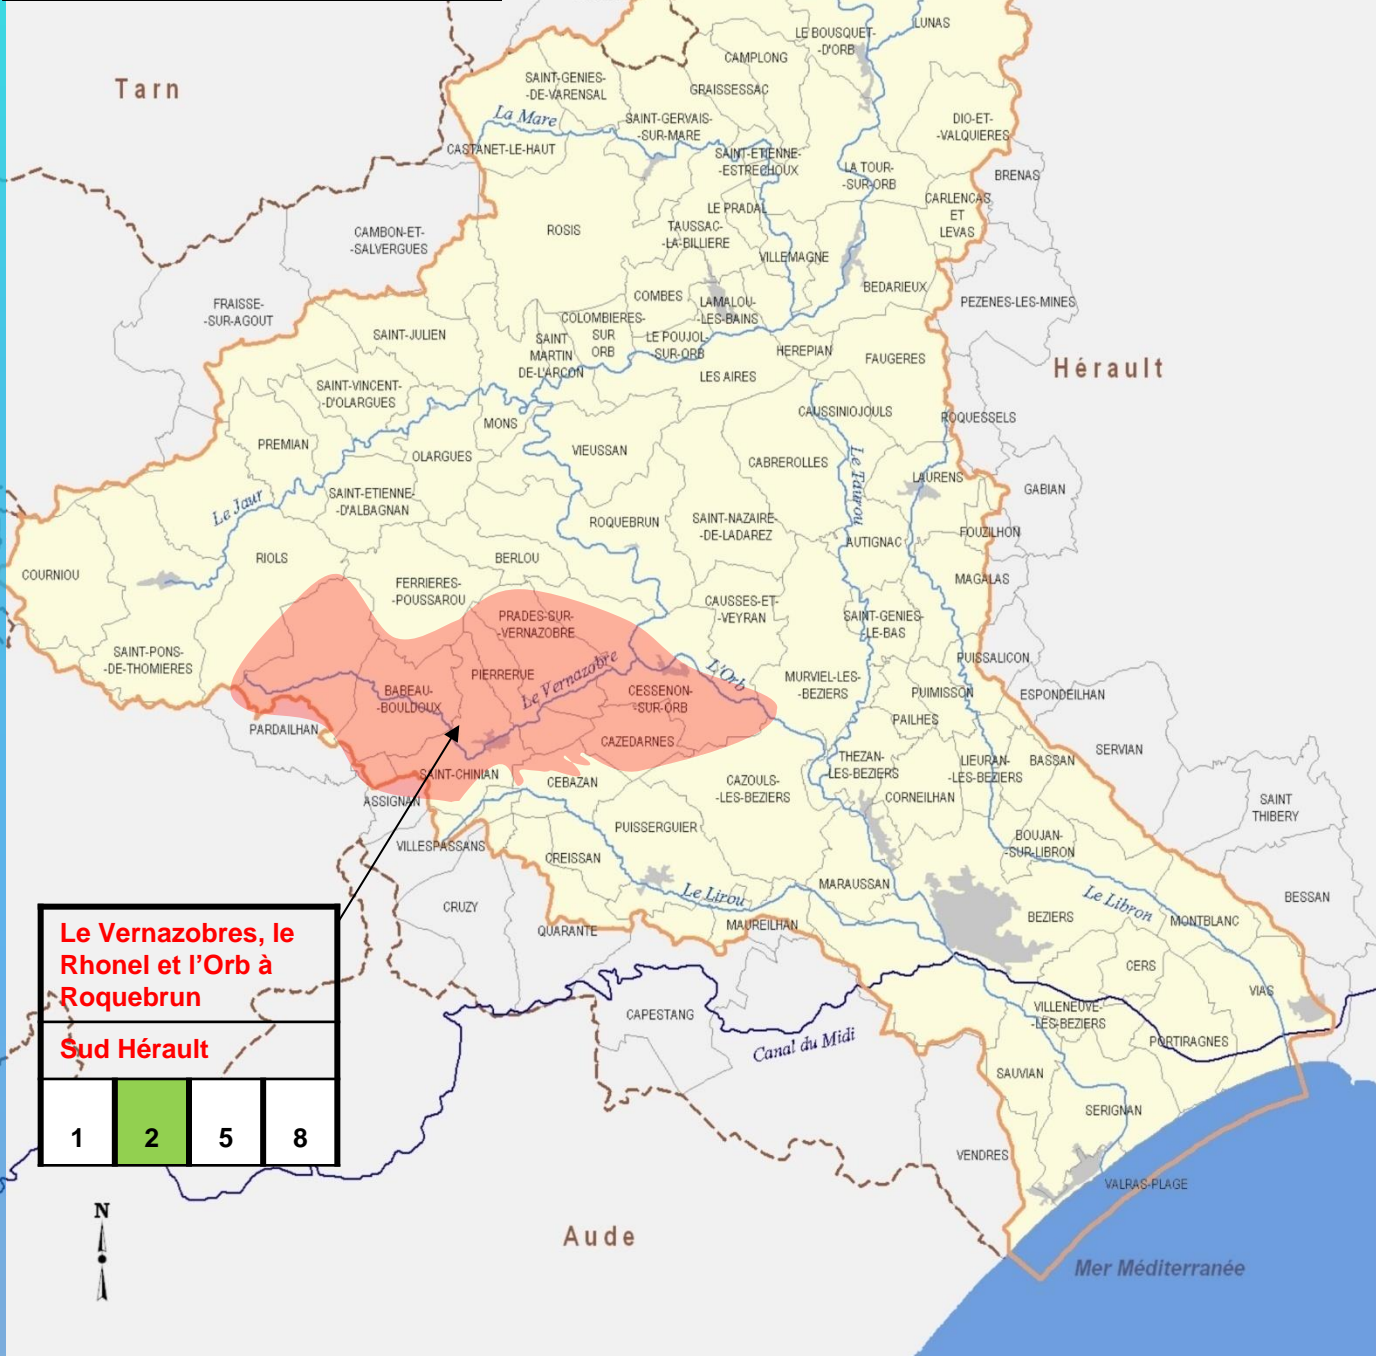 LUNAS
LE BOUSQUET-
-D'ORB
CAMPLONG
Tarn
SAINT-GENIES-
-DE-VARENSAL
GRAISSESSAC
La Mare
SAINT-GERVAIS-
-SUR-MARE
DIO-ET-
-VALQUIERES
CASTANET-LE-HAUT
SAINT-ETIENNE-
-ESTRECHOUX
LA TOUR-
-SUR-ORB
BRENAS
CARLENCAS
ET
LEVAS
LE PRADAL
CAMBON-ET-
-SALVERGUES
ROSIS
TAUSSAC-
-LA-BILLIERE
VILLEMAGNE
BEDARIEUX
PEZENES-LES-MINES
FRAISSE-
-SUR-AGOUT
COMBES
LAMALOU-
-LES-BAINS
SAINT-JULIEN
COLOMBIERES-
SUR
ORB
SAINT
MARTIN
DE-L'ARCON
LE POUJOL-
-SUR-ORB
HEREPIAN
FAUGERES
Hérault
LES AIRES
SAINT-VINCENT-
-D'OLARGUES
CAUSSINIOJOULS
ROQUESSELS
MONS
PREMIAN
OLARGUES
VIEUSSAN
CABREROLLES
Le Taurou
LAURENS
GABIAN
Le Jaur
SAINT-ETIENNE-
-D'ALBAGNAN
ROQUEBRUN
SAINT-NAZAIRE-
-DE-LADAREZ
AUTIGNAC
FOUZILHON
RIOLS
BERLOU
COURNIOU
FERRIERES-
-POUSSAROU
MAGALAS
CAUSSES-ET-
-VEYRAN
PRADES-SUR-
-VERNAZOBRE
SAINT-GENIES-
-LE-BAS
SAINT-PONS-
-DE-THOMIERES
PUISSALICON
PIERRERUE
Le Vernazobre
L'Orb
MURVIEL-LES-
-BEZIERS
PUIMISSON
ESPONDEILHAN
BABEAU-
-BOULDOUX
CESSENON-
-SUR-ORB
PAILHES
PARDAILHAN
CAZEDARNES
SERVIAN
THEZAN-
-LES-BEZIERS
LIEURAN-
-LES-BEZIERS
BASSAN
SAINT-CHINIAN
CEBAZAN
CAZOULS-
-LES-BEZIERS
CORNEILHAN
ASSIGNAN
SAINT
THIBERY
PUISSERGUIER
BOUJAN-
-SUR-LIBRON
VILLESPASSANS
CREISSAN
Le Lirou
MARAUSSAN
Le Libron
BESSAN
CRUZY
BEZIERS
MONTBLANC
QUARANTE
MAUREILHAN
CERS
VIAS
CAPESTANG
VILLENEUVE-
-LES-BEZIERS
Canal du Midi
PORTIRAGNES
SAUVIAN
SERIGNAN
VENDRES
VALRAS-PLAGE
Aude
Mer Méditerranée
Le Vernazobres, le
Rhonel et l'Orb à
Roquebrun
Sud Hérault
1 2 5 8
N